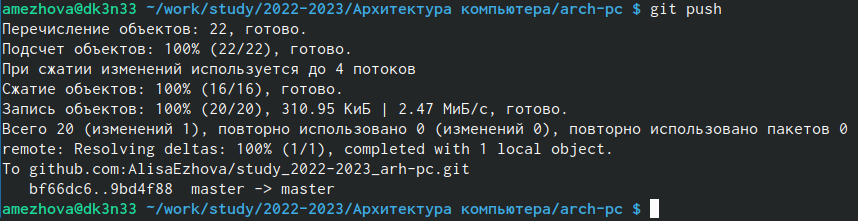 amezhova@dk3n33 ~/work/study/2022-2023/Архитектура компьютера/arch-pc $ git push
Перечисление объектов: 22, готово.
Подсчет объектов: 100% (22/22), готово.
При сжатии изменений используется до 4 потоков
Сжатие объектов: 100% (16/16), готово.
Запись объектов: 100% (20/20), 310.95 КиБ | 2.47 МиБ/с, готово.
Всего 20 (изменений 1), повторно использовано 0 (изменений 0), повторно использовано пакетов 0
remote: Resolving deltas: 100% (1/1), completed with 1 local object.
To github.com:AlisaEzhova/study_2022-2023_arh-pc.git
   bf66dc6..9bd4f88  master -> master
amezhova@dk3n33 ~/work/study/2022-2023/Архитектура компьютера/arch-pc $